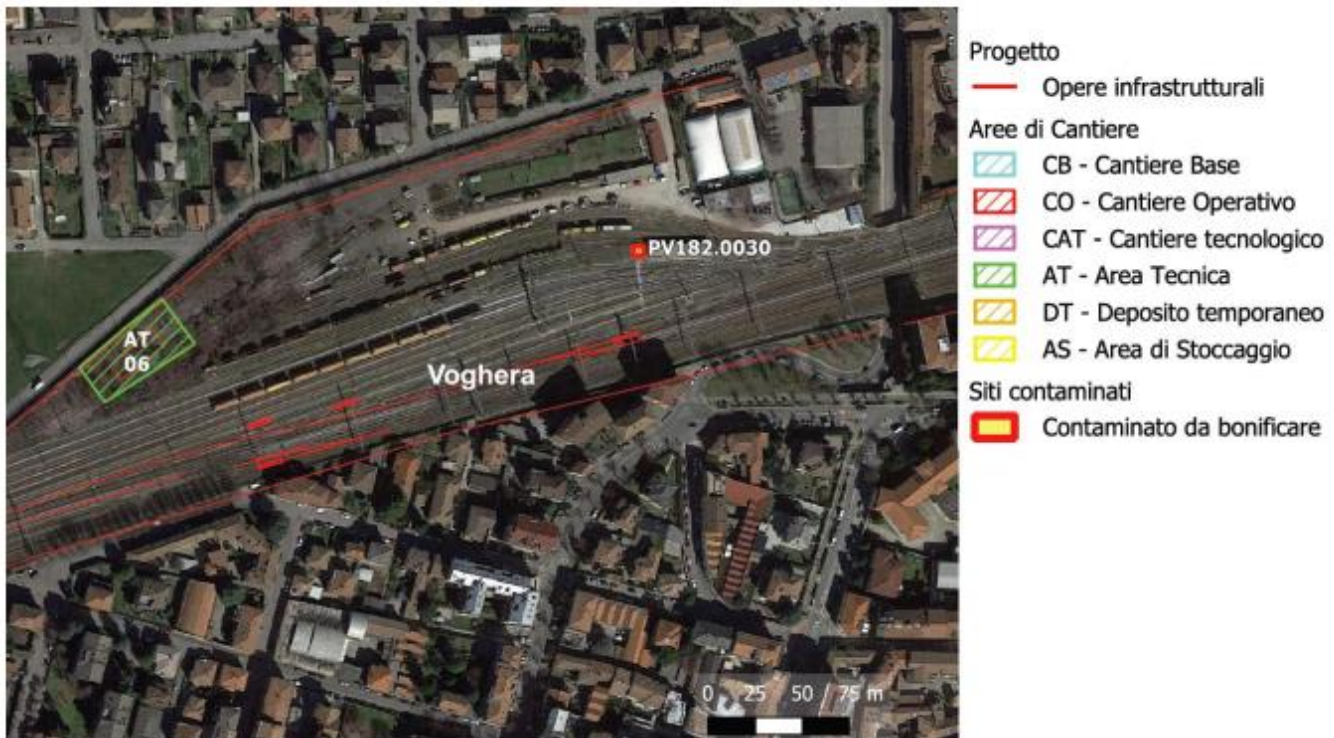 PV182.0030
AT
06
Voghera
0 25 50 75 m
Progetto
Opere infrastrutturali
Aree di Cantiere
CB - Cantiere Base
CO - Cantiere Operativo
CAT - Cantiere tecnologico
AT - Area Tecnica
DT - Deposito temporaneo
AS - Area di Stoccaggio
Siti contaminati
Contaminato da bonificare